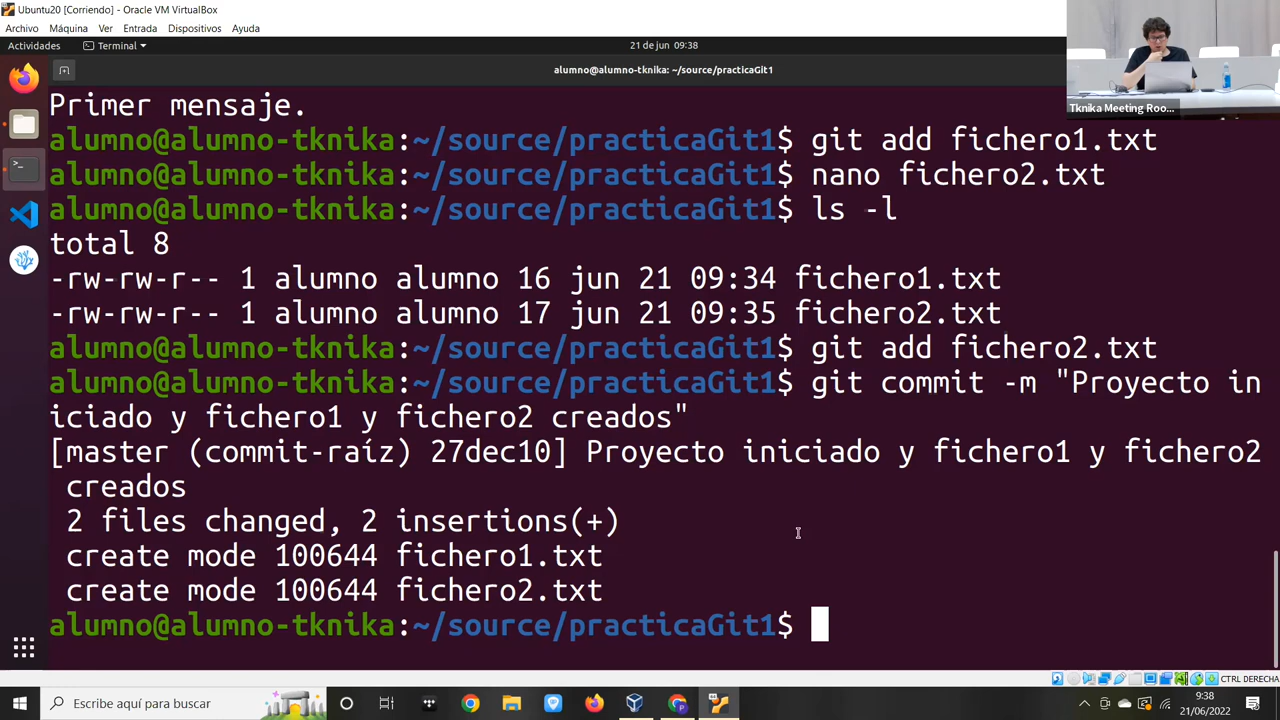 Ubuntu20 [Corriendo] - Oracle VM VirtualBox
Archivo Máquina Ver Entrada Dispositivos Ayuda
Actividades Terminal 21 de jun 09:38
alumno@alumno-tknika: ~/source/practicaGit1
Tknika Meeting Roo...
Primer mensaje.
alumno@alumno-tknika:~/source/practicaGit1$ git add fichero1.txt
alumno@alumno-tknika:~/source/practicaGit1$ nano fichero2.txt
alumno@alumno-tknika:~/source/practicaGit1$ ls -l
total 8
-rw-rw-r-- 1 alumno alumno 16 jun 21 09:34 fichero1.txt
-rw-rw-r-- 1 alumno alumno 17 jun 21 09:35 fichero2.txt
alumno@alumno-tknika:~/source/practicaGit1$ git add fichero2.txt
alumno@alumno-tknika:~/source/practicaGit1$ git commit -m "Proyecto in
iciado y fichero1 y fichero2 creados"
[master (commit-raíz) 27dec10] Proyecto iniciado y fichero1 y fichero2
creados
2 files changed, 2 insertions(+)
create mode 100644 fichero1.txt
create mode 100644 fichero2.txt
alumno@alumno-tknika:~/source/practicaGit1$
CTRL DERECHA
Escribe aquí para buscar
9:38
21/06/2022